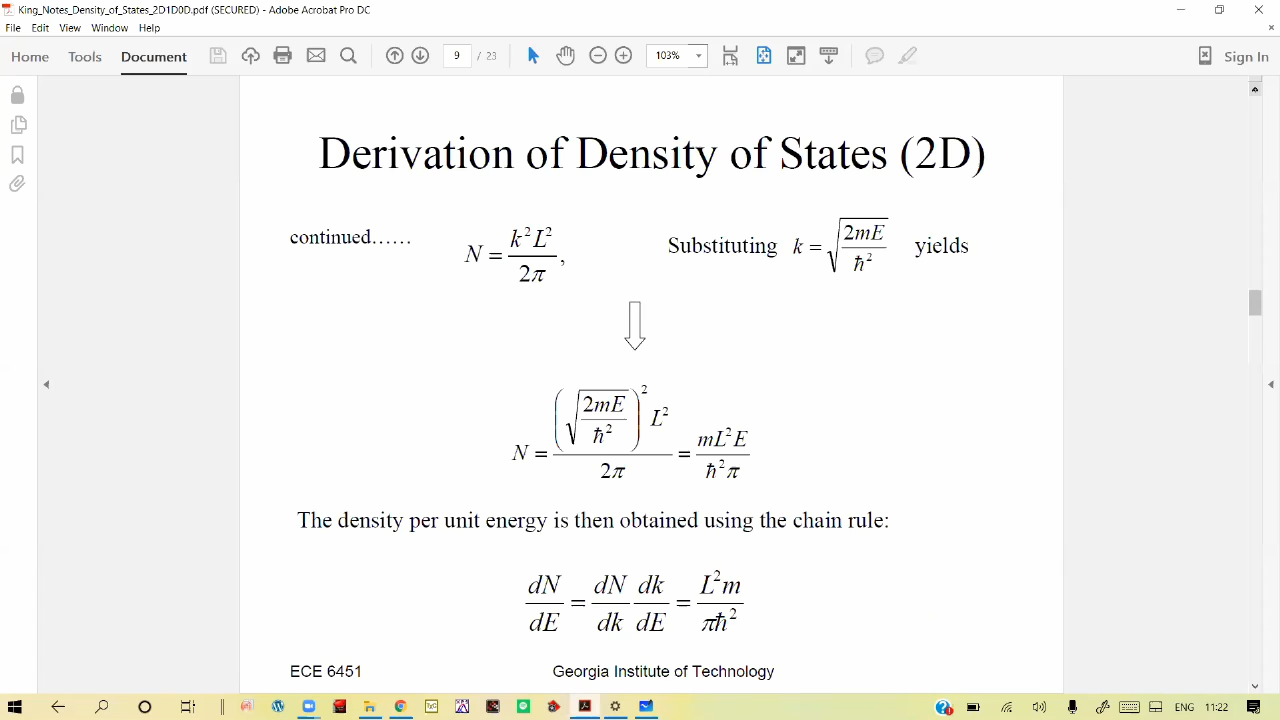 King_Notes_Density_of_States_2D1D0D.pdf (SECURED) - Adobe Acrobat Pro DC
File Edit View Window Help
Home Tools Document 9 / 23 103% Sign In
Derivation of Density of States (2D)
continued…… N = k²L²/2π, Substituting k = √(2mE/ħ²) yields
N = (√(2mE/ħ²))² L²/2π = mL²E/ħ²π
The density per unit energy is then obtained using the chain rule:
dN/dE = dN/dk dk/dE = L²m/πħ²
ECE 6451 Georgia Institute of Technology
ENG 11:22